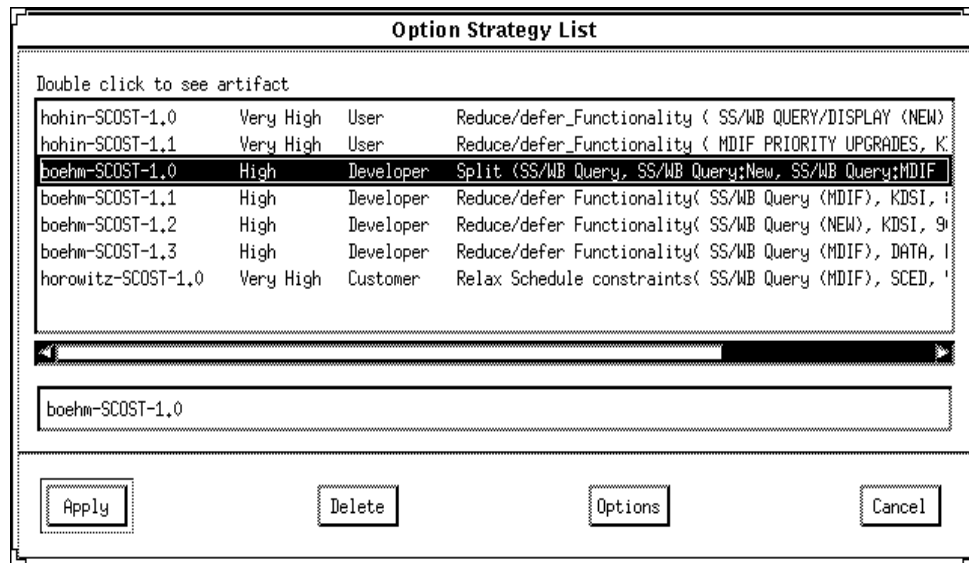 Option Strategy List
Double click to see artifact
hohin-SCOST-1.0 Very High User Reduce/defer_Functionality ( SS/WB QUERY/DISPLAY (NEW)
hohin-SCOST-1.1 Very High User Reduce/defer_Functionality ( MDIF PRIORITY UPGRADES,
boehm-SCOST-1.0 High Developer Split (SS/WB Query, SS/WB Query:New, SS/WB Query:MDIF
boehm-SCOST-1.1 High Developer Reduce/defer Functionality( SS/WB Query (MDIF), KDSI,
boehm-SCOST-1.2 High Developer Reduce/defer Functionality( SS/WB Query (NEW), KDSI,
boehm-SCOST-1.3 High Developer Reduce/defer Functionality( SS/WB Query (MDIF), DATA,
horowitz-SCOST-1.0 Very High Customer Relax Schedule constraints( SS/WB Query (MDIF), SCED,
boehm-SCOST-1.0
Apply Delete Options Cancel